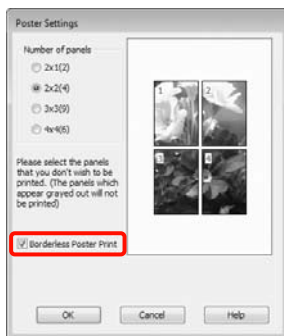 Poster Settings
Number of panels
2x1(2)
2x2(4)
3x3(9)
4x4(6)
Please select the panels
that you don't wish to be
printed. (The panels which
appear grayed out will not
be printed)
Borderless Poster Print
1
2
3
4
OK
Cancel
Help